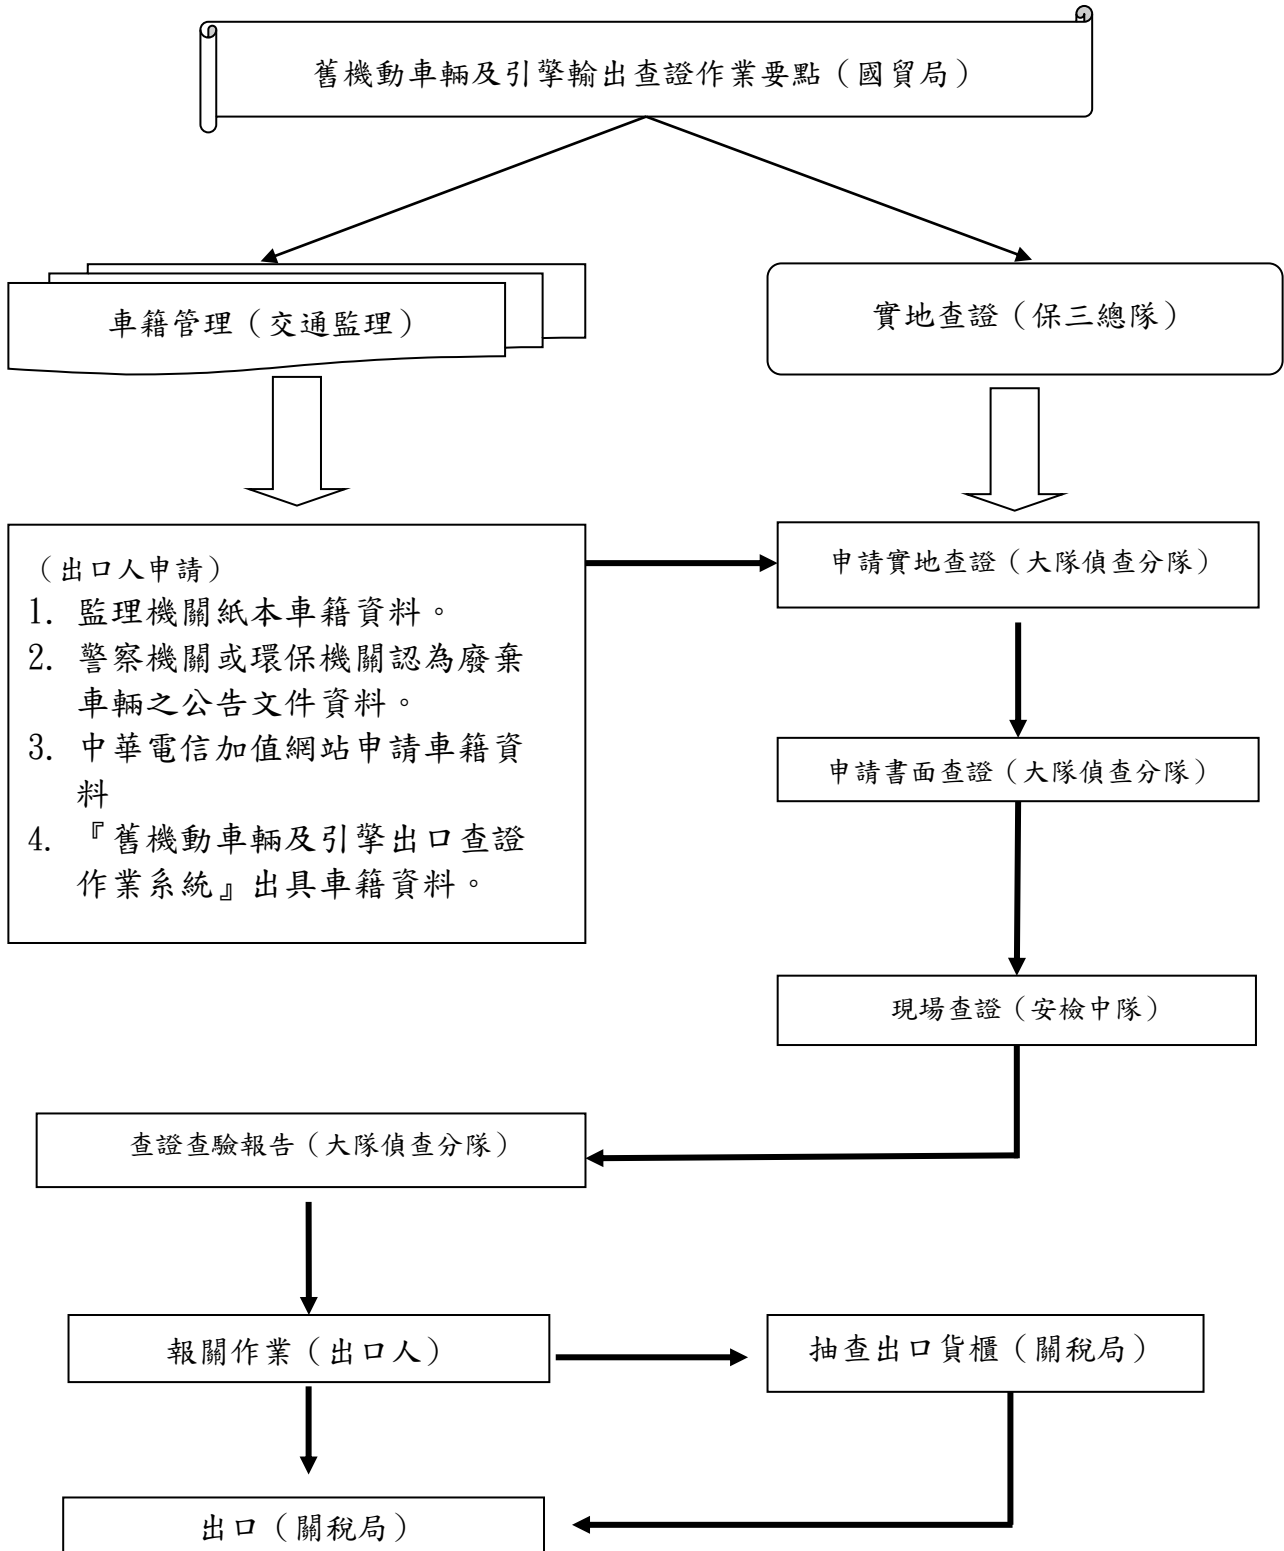 舊機動車輛及引擎輸出查證作業要點（國貿局）
車籍管理（交通監理）
實地查證（保三總隊）
（出口人申請）
1. 監理機關紙本車籍資料。
2. 警察機關或環保機關認為廢棄
車輛之公告文件資料。
3. 中華電信加值網站申請車籍資
料
4. 『舊機動車輛及引擎出口查證
作業系統』出具車籍資料。
申請實地查證（大隊偵查分隊）
申請書面查證（大隊偵查分隊）
現場查證（安檢中隊）
查證查驗報告（大隊偵查分隊）
報關作業（出口人）
抽查出口貨櫃（關稅局）
出口（關稅局）